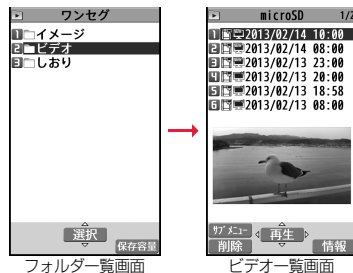 ワンセグ
1イメージ
2ビデオ
3しおり
選択
保存容量
フォルダ一覧画面
microSD 1/2
1 2013/02/14 10:00
2 2013/02/14 08:00
3 2013/02/13 23:00
4 2013/02/13 20:00
5 2013/02/13 18:58
6 2013/02/13 08:00
サブメニュー
再生
削除
情報
ビデオ一覧画面